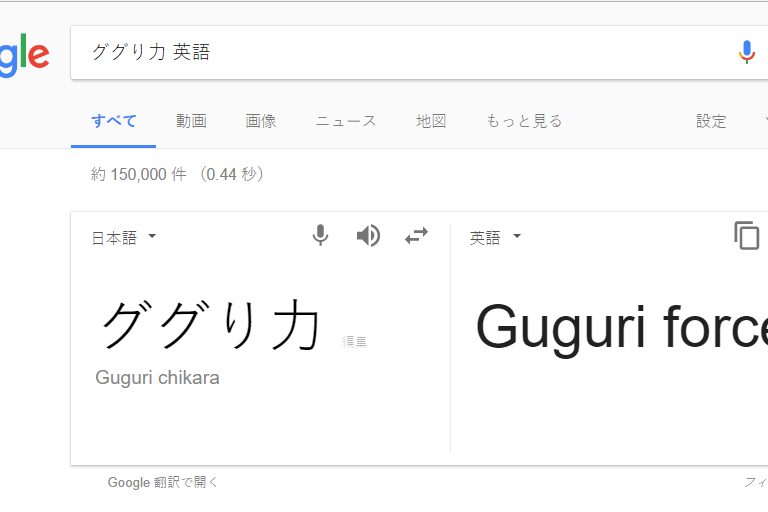 gle
ググり力 英語
すべて 動画 画像 ニュース 地図 もっと見る 設定
約 150,000 件 (0.44 秒)
日本語 英語
ググり力 編集 Guguri force
Guguri chikara
Google 翻訳で開く フィ